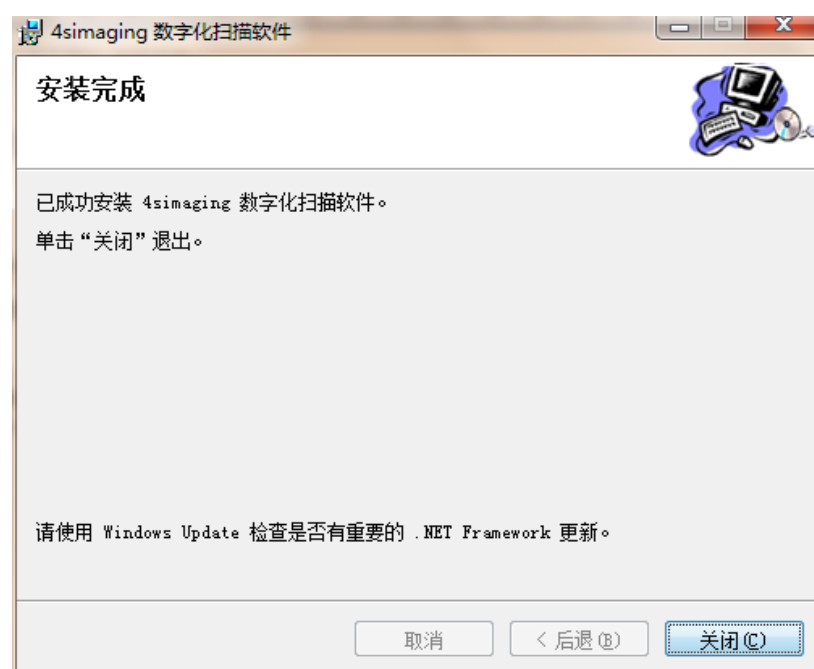 4simaging 数字化扫描软件
安装完成
已成功安装 4simaging 数字化扫描软件。
单击“关闭”退出。
请使用 Windows Update 检查是否有重要的 .NET Framework 更新。
取消
< 后退(B)
关闭(C)